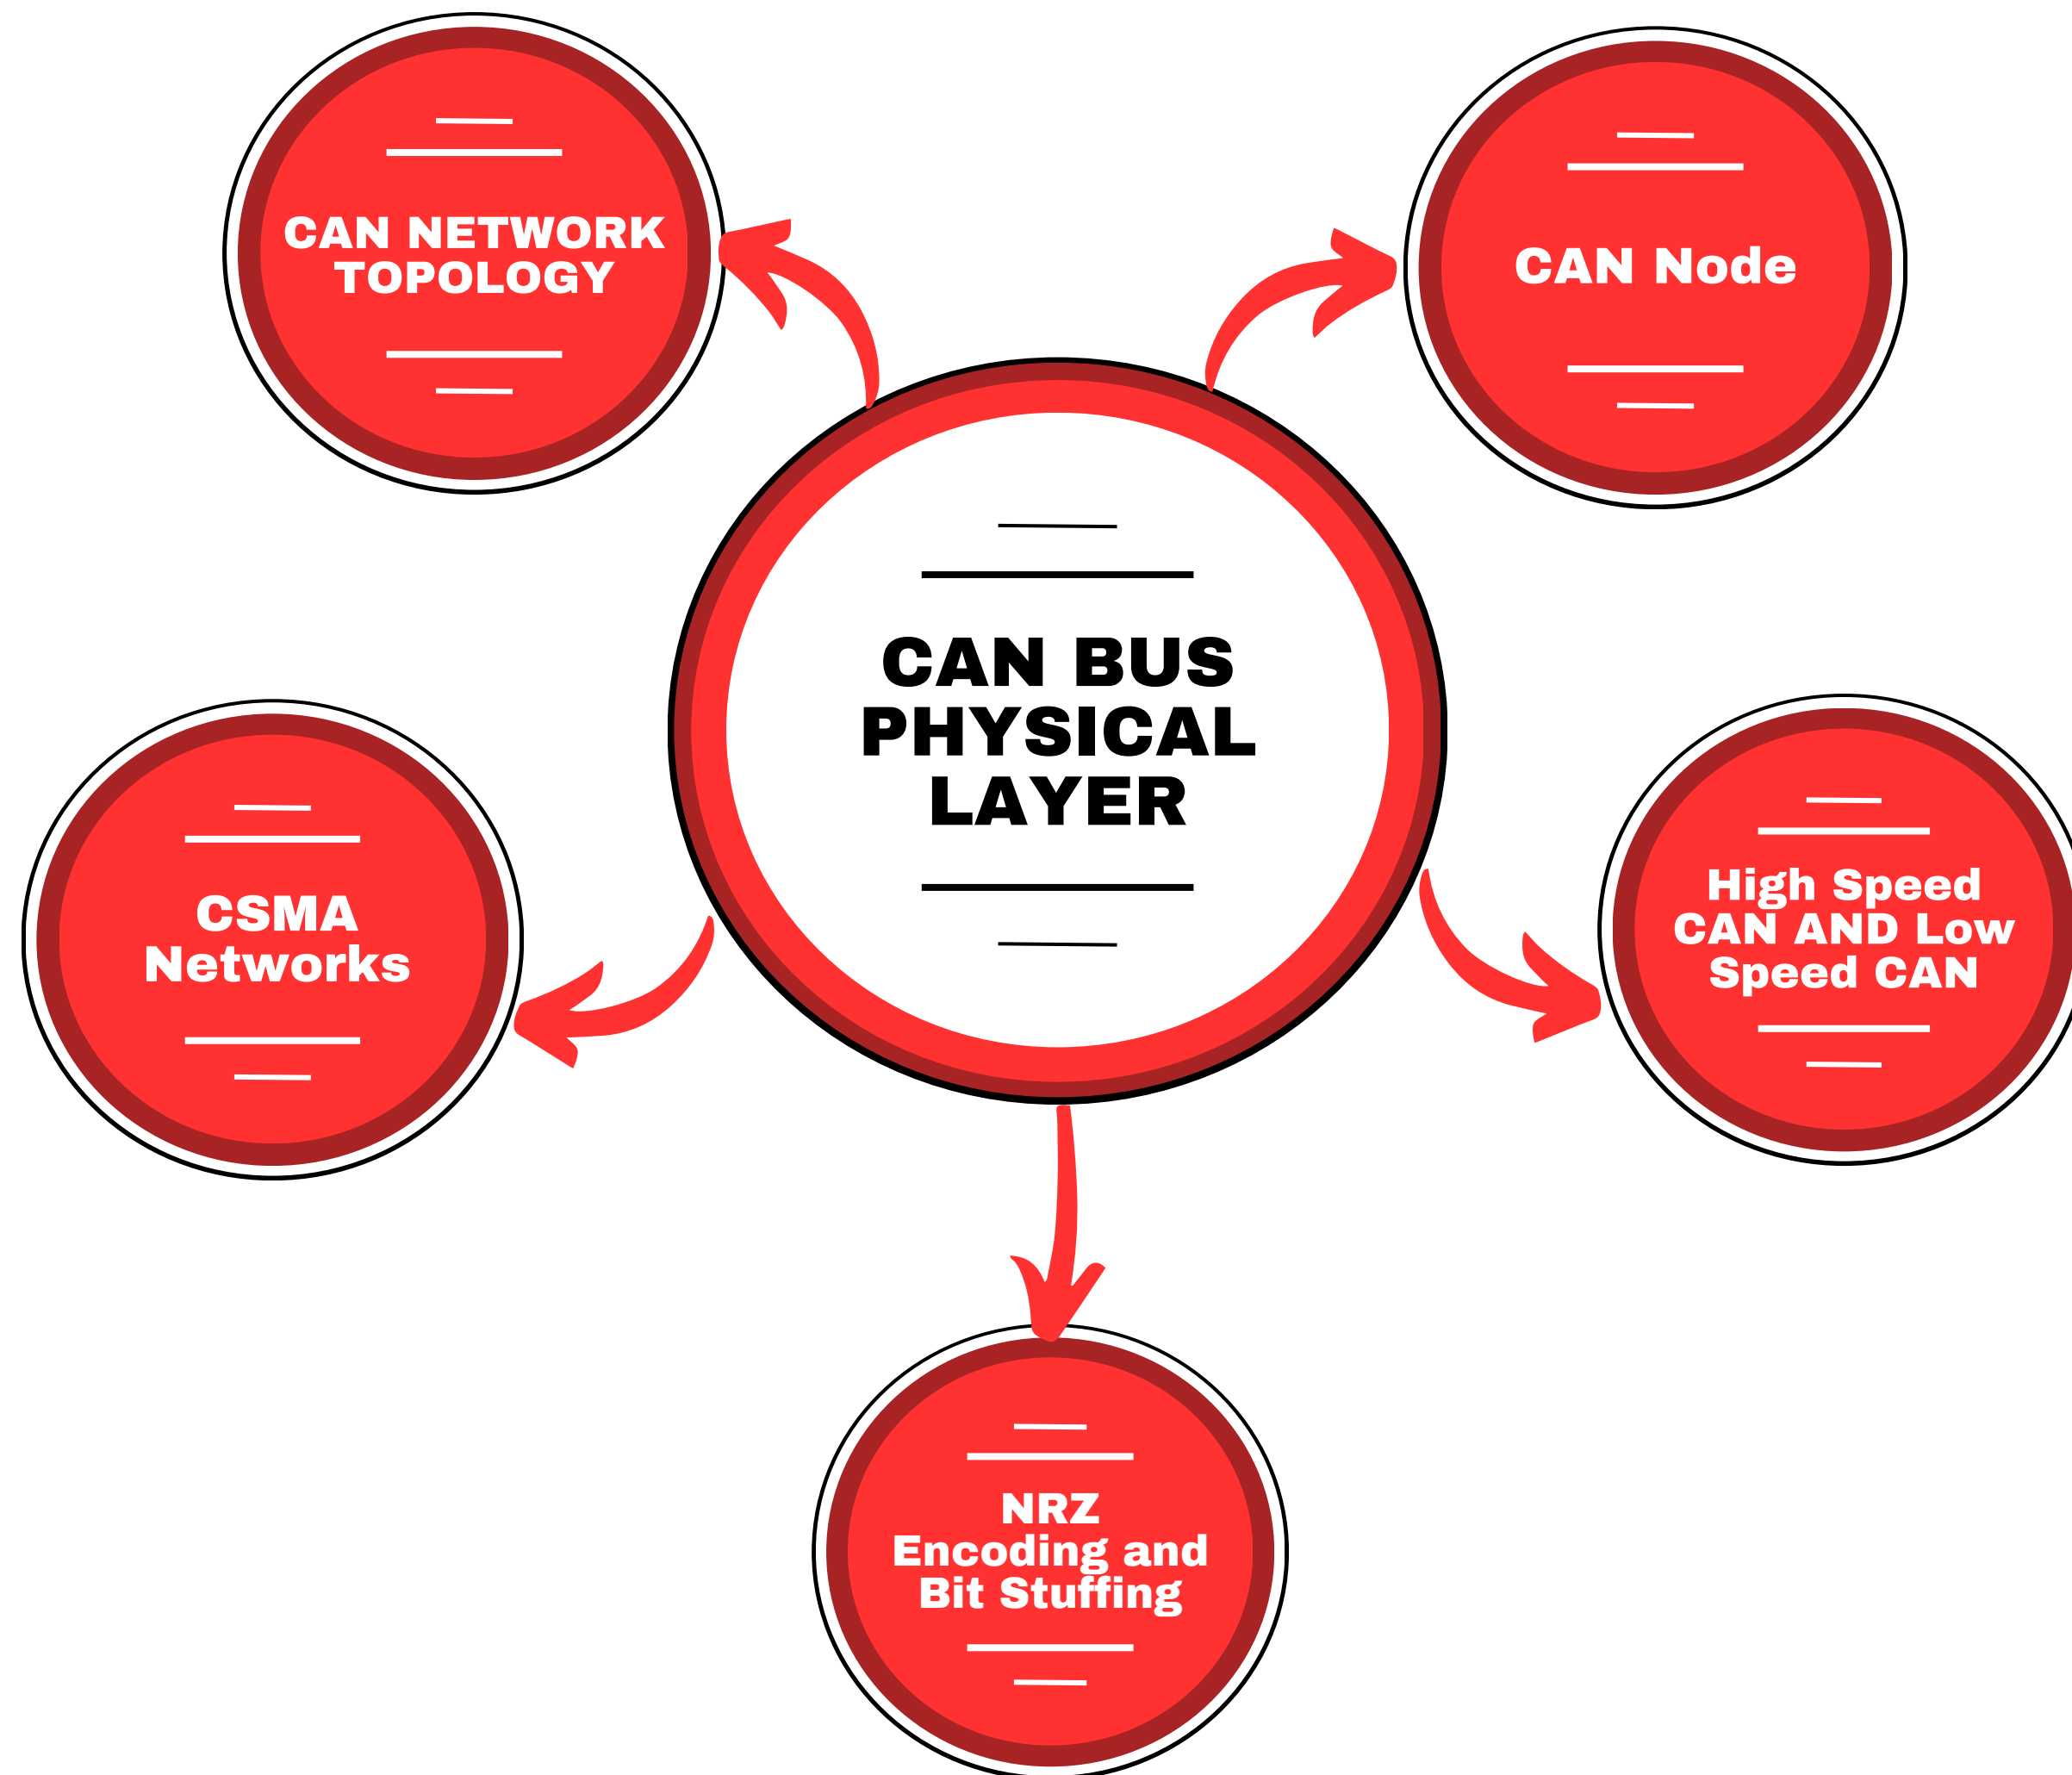 CAN NETWORK
TOPOLOGY
CAN Node
CAN BUS
PHYSICAL
LAYER
CSMA
Networks
High Speed
CAN AND Low
Speed CAN
NRZ
Encoding and
Bit Stuffing